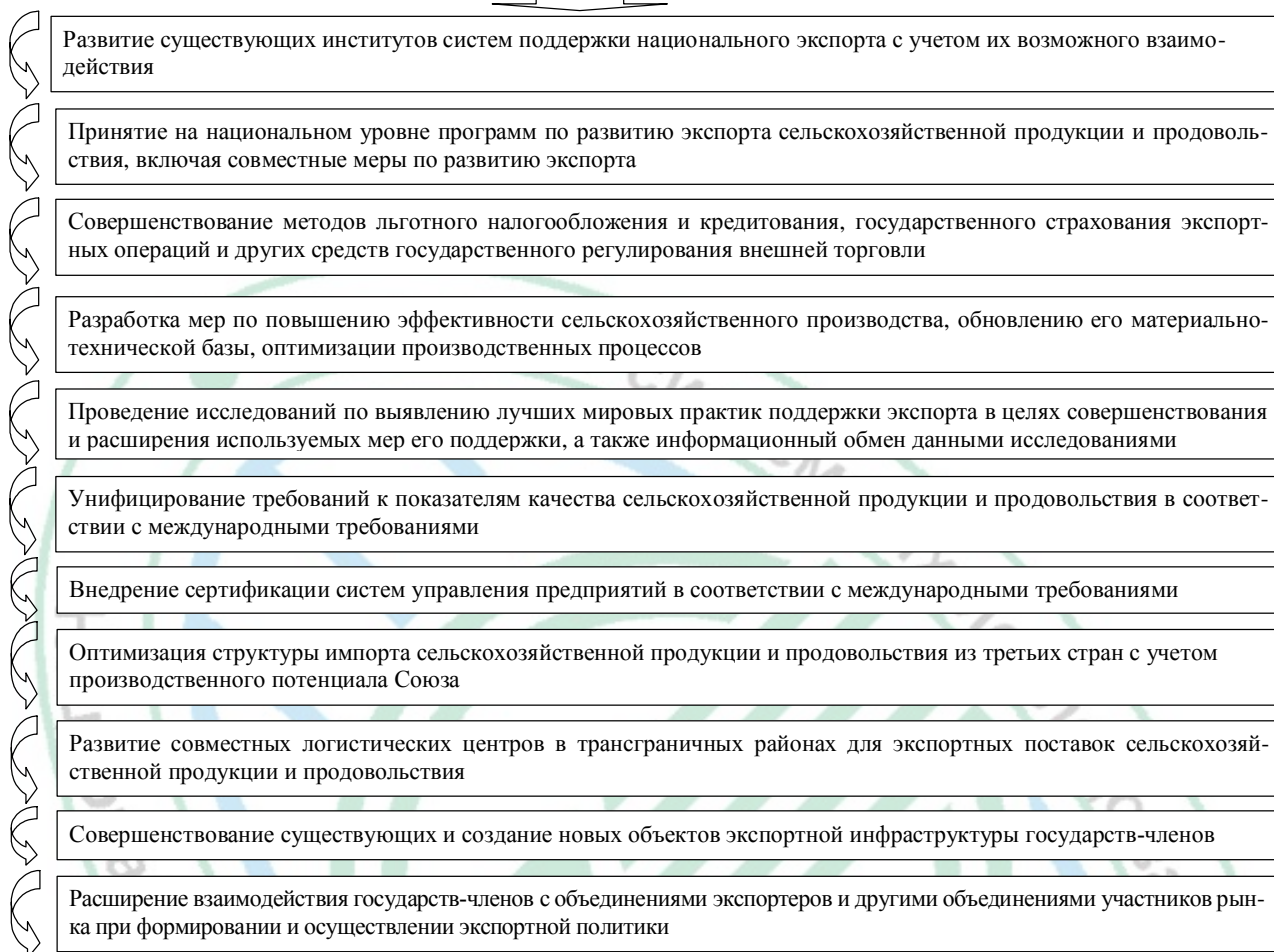 Развитие существующих институтов систем поддержки национального экспорта с учетом их возможного взаимо-
действия
Принятие на национальном уровне программ по развитию экспорта сельскохозяйственной продукции и продоволь-
ствия, включая совместные меры по развитию экспорта
Совершенствование методов льготного налогообложения и кредитования, государственного страхования экспорт-
ных операций и других средств государственного регулирования внешней торговли
Разработка мер по повышению эффективности сельскохозяйственного производства, обновлению его материально-
технической базы, оптимизации производственных процессов
Проведение исследований по выявлению лучших мировых практик поддержки экспорта в целях совершенствования
и расширения используемых мер его поддержки, а также информационный обмен данными исследованиями
Унифицирование требований к показателям качества сельскохозяйственной продукции и продовольствия в соответ-
ствии с международными требованиями
Внедрение сертификации систем управления предприятий в соответствии с международными требованиями
Оптимизация структуры импорта сельскохозяйственной продукции и продовольствия из третьих стран с учетом
производственного потенциала Союза
Развитие совместных логистических центров в трансграничных районах для экспортных поставок сельскохозяй-
ственной продукции и продовольствия
Совершенствование существующих и создание новых объектов экспортной инфраструктуры государств-членов
Расширение взаимодействия государств-членов с объединениями экспортеров и другими объединениями участников рын-
ка при формировании и осуществлении экспортной политики